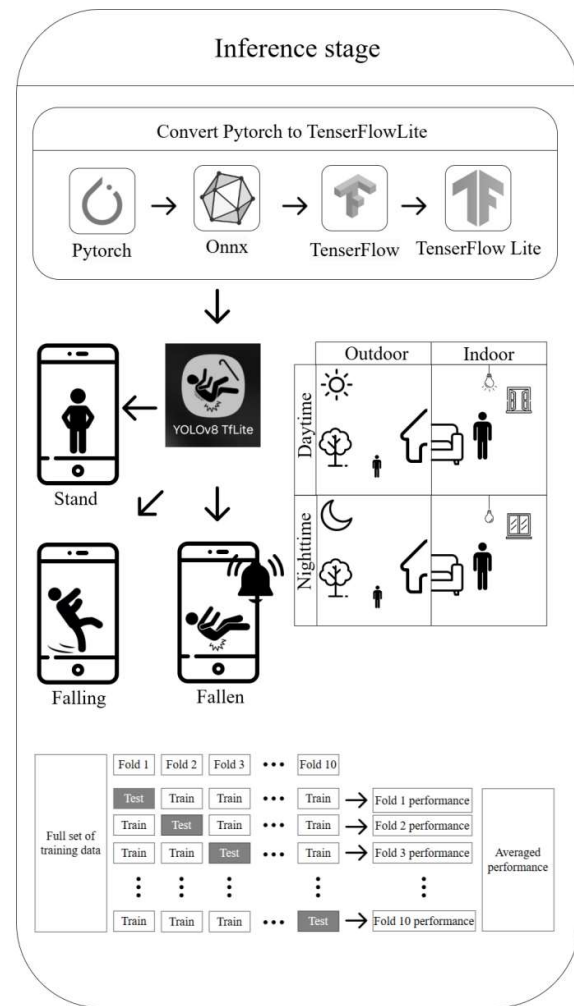 Inference stage
Convert Pytorch to TenserFlowLite
Pytorch
Onnx
TenserFlow
TenserFlow Lite
YOLOv8 TfLite
Stand
Falling
Fallen
Outdoor
Indoor
Daytime
Nighttime
Fold 1 Fold 2 Fold 3 ••• Fold 10
Full set of
training data
Test Train Train ••• Train Fold 1 performance
Train Test Train ••• Train Fold 2 performance
Train Train Test ••• Train Fold 3 performance
Train Train Train ••• Test Fold 10 performance
Averaged
performance